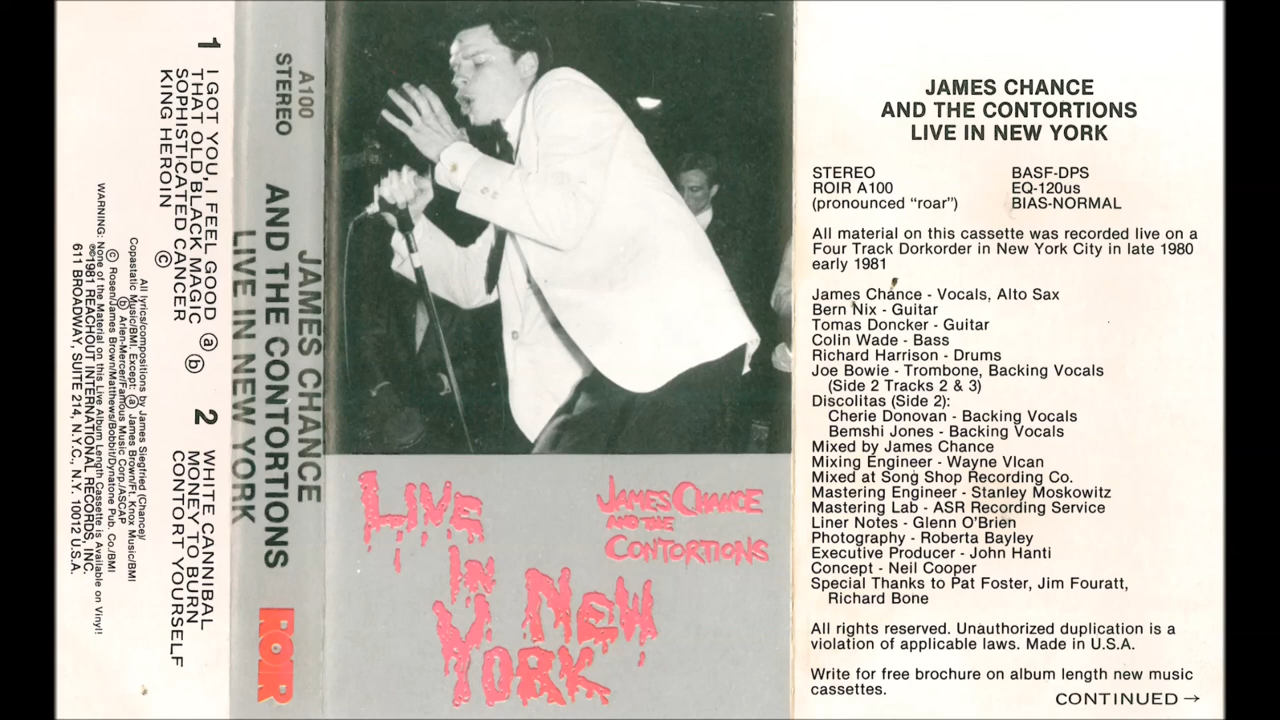 1
I GOT YOU, I FEEL GOOD ⓐ
THAT OLD BLACK MAGIC ⓑ
SOPHISTICATED CANCER
KING HEROIN ⓒ
2
WHITE CANNIBAL
MONEY TO BURN
CONTORT YOURSELF
All lyrics/compositions by James Siegfried (Chance)/
Copastatic Music/BMI. Except: ⓐ James Brown/Ft. Knox Music/BMI
ⓑ Arlen-Mercer/Famous Music Corp./ASCAP
ⓒ Rosen/James Brown/Matthews/Bobbit/Dynatone Pub. Co/BMI
WARNING: None of the Material on this Live Album Length Cassette is Available on Vinyl!
©℗1981 REACHOUT INTERNATIONAL RECORDS, INC.
611 BROADWAY, SUITE 214, N.Y.C., N.Y. 10012 U.S.A.
A100
STEREO
JAMES CHANCE
AND THE CONTORTIONS
LIVE IN NEW YORK
ROIR
LIVE
IN
NEW
YORK
JAMES CHANCE
AND THE
CONTORTIONS
JAMES CHANCE
AND THE CONTORTIONS
LIVE IN NEW YORK
STEREO BASF-DPS
ROIR A100 EQ-120us
(pronounced “roar”) BIAS-NORMAL
All material on this cassette was recorded live on a
Four Track Dorkorder in New York City in late 1980
early 1981
James Chance - Vocals, Alto Sax
Bern Nix - Guitar
Tomas Doncker - Guitar
Colin Wade - Bass
Richard Harrison - Drums
Joe Bowie - Trombone, Backing Vocals
(Side 2 Tracks 2 & 3)
Discolitas (Side 2):
Cherie Donovan - Backing Vocals
Bemshi Jones - Backing Vocals
Mixed by James Chance
Mixing Engineer - Wayne Vlcan
Mixed at Song Shop Recording Co.
Mastering Engineer - Stanley Moskowitz
Mastering Lab - ASR Recording Service
Liner Notes - Glenn O’Brien
Photography - Roberta Bayley
Executive Producer - John Hanti
Concept - Neil Cooper
Special Thanks to Pat Foster, Jim Fouratt,
Richard Bone
All rights reserved. Unauthorized duplication is a
violation of applicable laws. Made in U.S.A.
Write for free brochure on album length new music
cassettes.
CONTINUED →